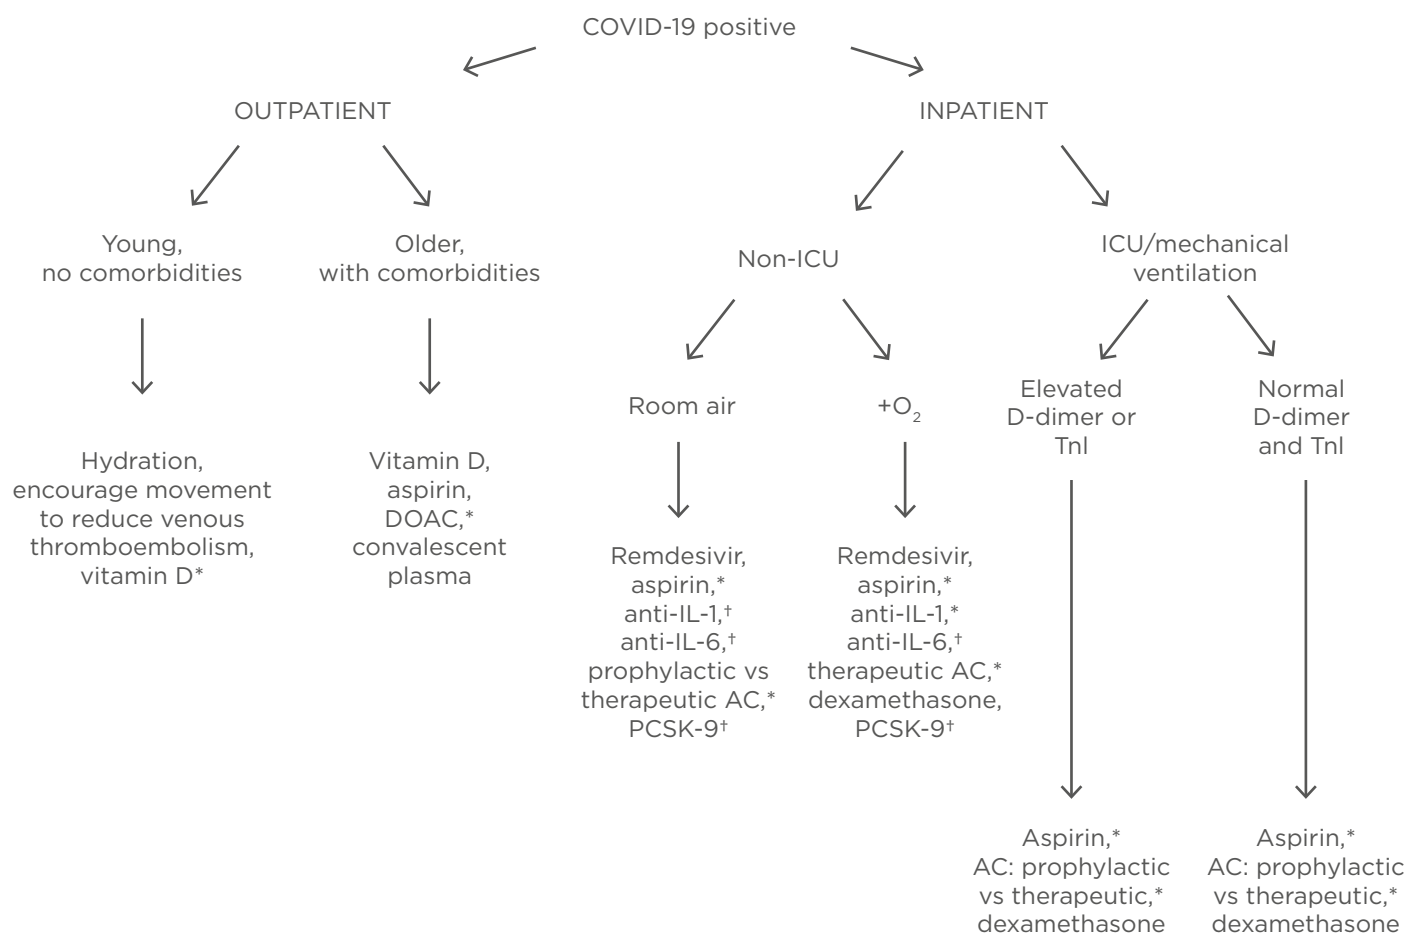 COVID-19 positive
OUTPATIENT
INPATIENT
Young,
no comorbidities
Older,
with comorbidities
Non-ICU
ICU/mechanical
ventilation
Room air
+O₂
Elevated
D-dimer or
TnI
Normal
D-dimer
and TnI
Hydration,
encourage movement
to reduce venous
thromboembolism,
vitamin D*
Vitamin D,
aspirin,
DOAC,*
convalescent
plasma
Remdesivir,
aspirin,*
anti-IL-1,†
anti-IL-6,†
prophylactic vs
therapeutic AC,*
PCSK-9†
Remdesivir,
aspirin,*
anti-IL-1,*
anti-IL-6,†
therapeutic AC,*
dexamethasone,
PCSK-9†
Aspirin,*
AC: prophylactic
vs therapeutic,*
dexamethasone
Aspirin,*
AC: prophylactic
vs therapeutic,*
dexamethasone